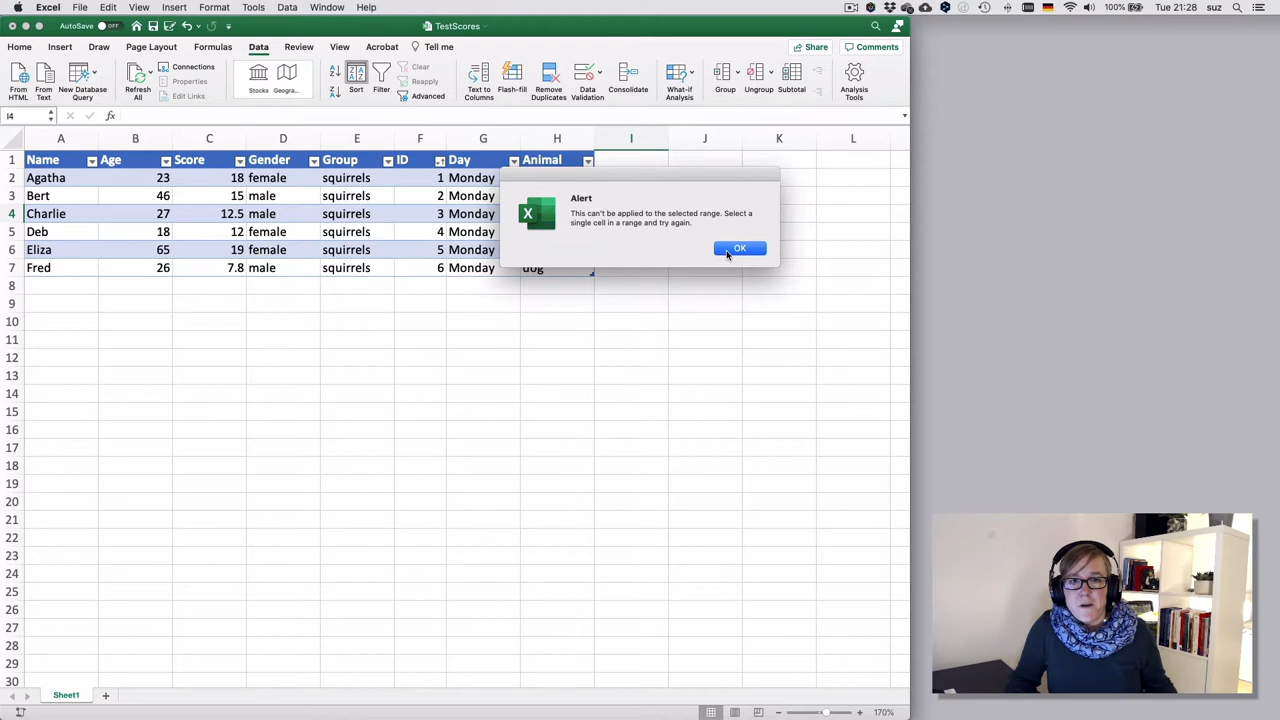 Excel File Edit View Insert Format Tools Data Window Help 100% Tue 21:28 suz
AutoSave OFF TestScores
Home Insert Draw Page Layout Formulas Data Review View Acrobat Tell me Share Comments
From HTML
From Text
New Database Query
Refresh All
Connections
Properties
Edit Links
Stocks
Geogra...
Sort
Filter
Clear
Reapply
Advanced
Text to Columns
Flash-fill
Remove Duplicates
Data Validation
Consolidate
What-if Analysis
Group
Ungroup
Subtotal
Analysis Tools
I4 fx
A B C D E F G H I J K L
1 Name Age Score Gender Group ID Day Animal
2 Agatha 23 18 female squirrels 1 Monday
3 Bert 46 15 male squirrels 2 Monday
4 Charlie 27 12.5 male squirrels 3 Monday
5 Deb 18 12 female squirrels 4 Monday
6 Eliza 65 19 female squirrels 5 Monday
7 Fred 26 7.8 male squirrels 6 Monday dog
8
9
10
11
12
13
14
15
16
17
18
19
20
21
22
23
24
25
26
27
28
29
30
Alert
This can't be applied to the selected range. Select a
single cell in a range and try again.
OK
Sheet1
170%